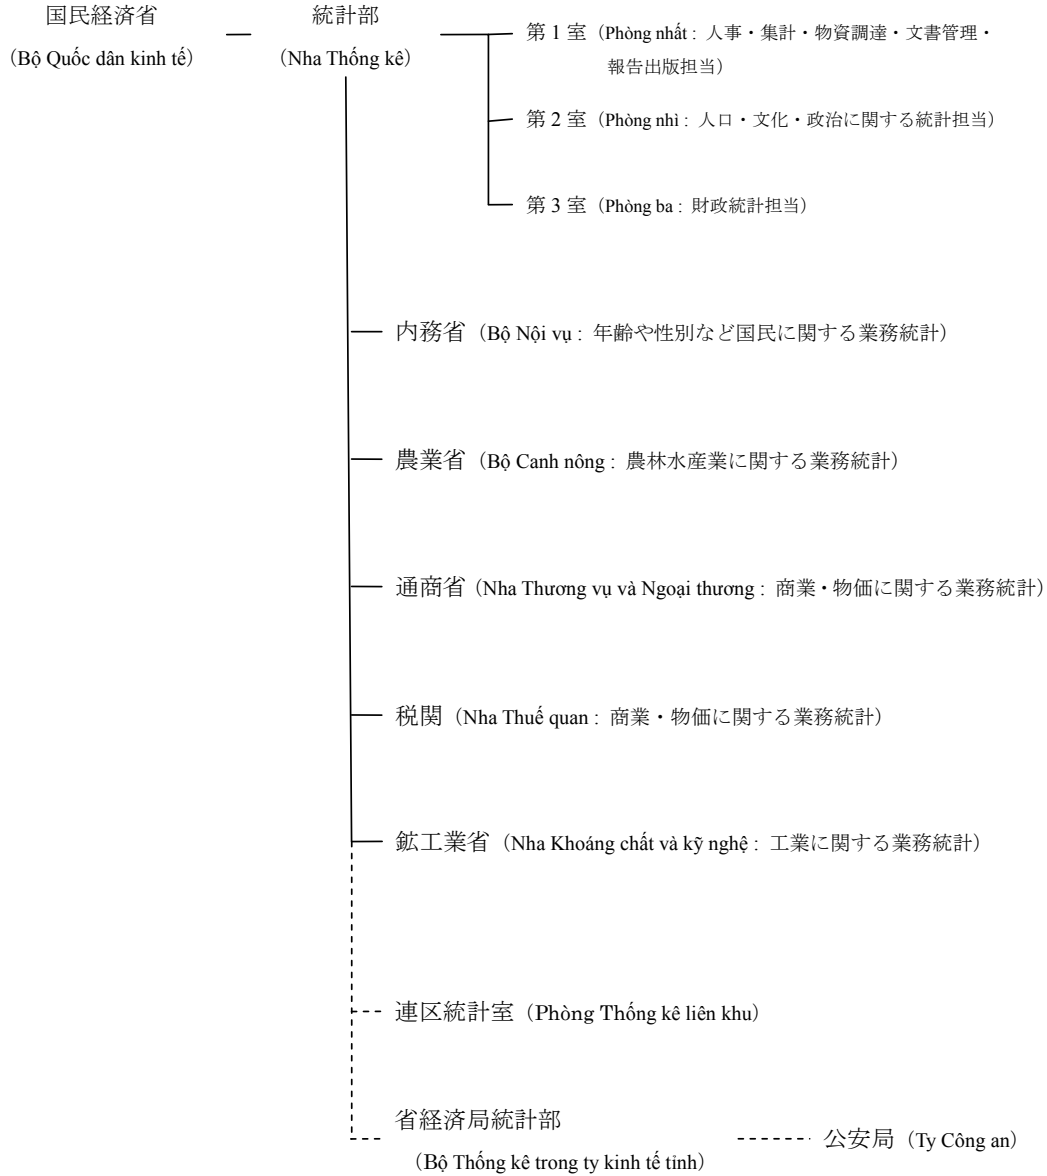 国民経済省
(Bộ Quốc dân kinh tế)
統計部
(Nha Thống kê)
第 1 室(Phòng nhất : 人事・集計・物資調達・文書管理・
報告出版担当)
第 2 室(Phòng nhì : 人口・文化・政治に関する統計担当)
第 3 室(Phòng ba : 財政統計担当)
内務省(Bộ Nội vụ : 年齢や性別など国民に関する業務統計)
農業省(Bộ Canh nông : 農林水産業に関する業務統計)
通商省(Nha Thương vụ và Ngoại thương : 商業・物価に関する業務統計)
税関(Nha Thuế quan : 商業・物価に関する業務統計)
鉱工業省(Nha Khoáng chất và kỹ nghệ : 工業に関する業務統計)
連区統計室(Phòng Thống kê liên khu)
省経済局統計部
(Bộ Thống kê trong ty kinh tế tỉnh)
公安局(Ty Công an)